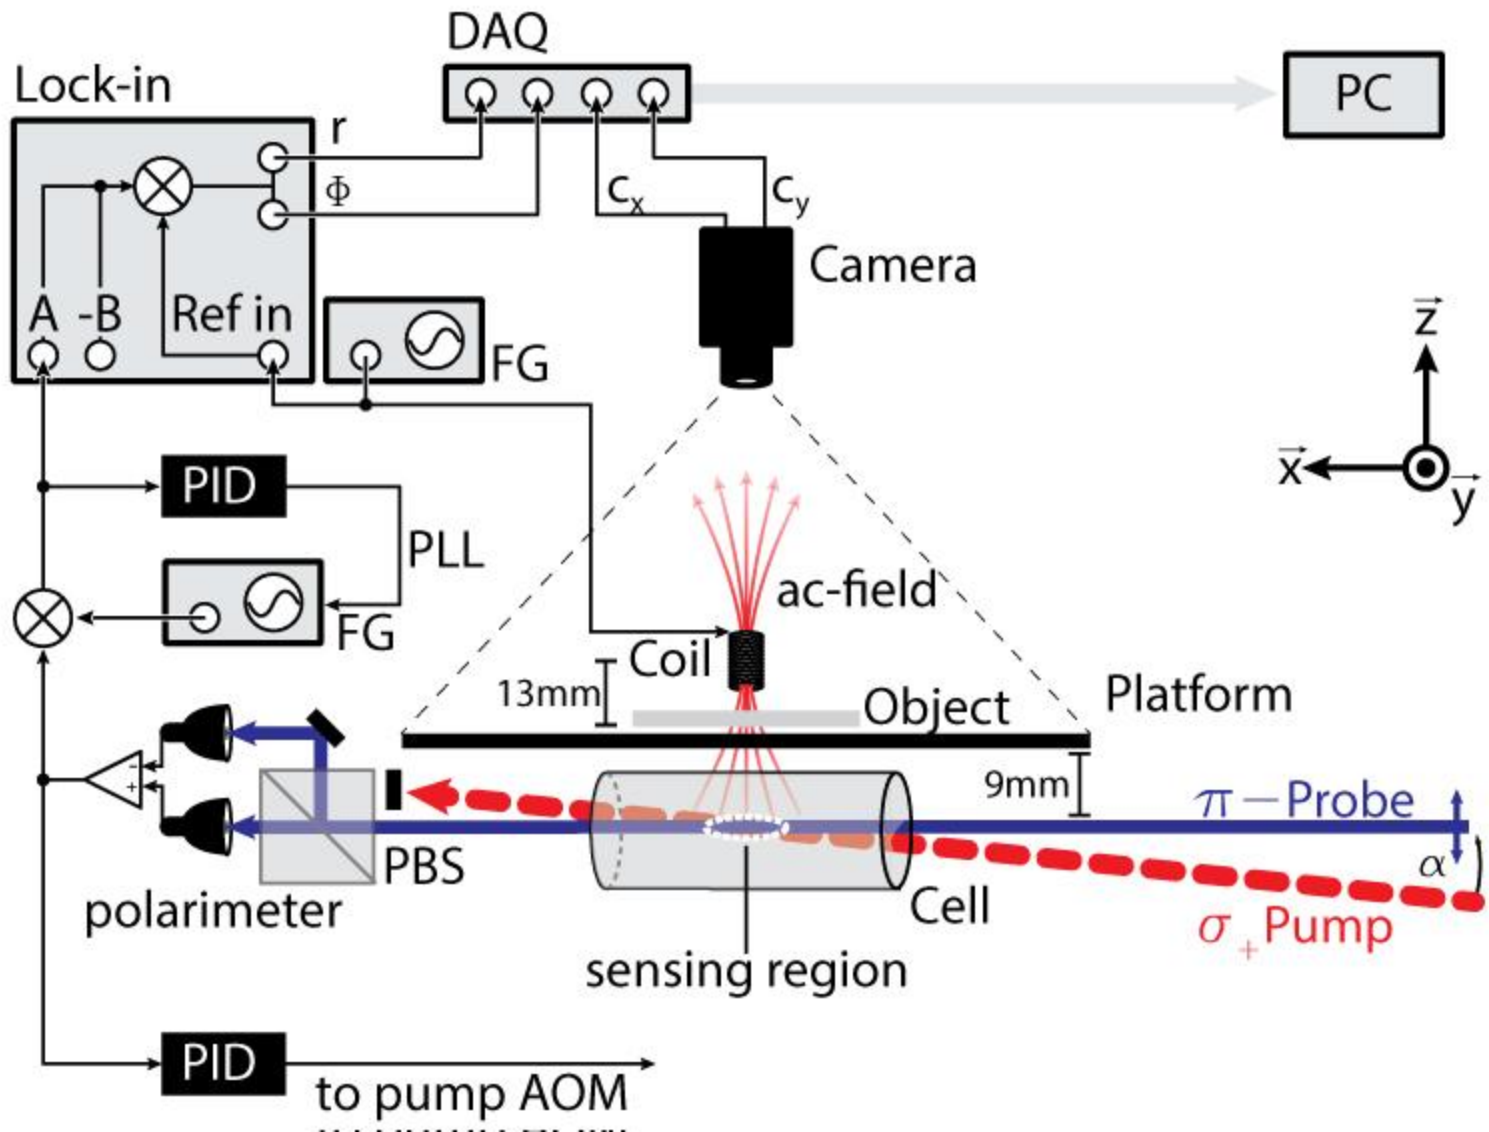 DAQ
Lock-in
PC
r
Φ
cx
cy
Camera
A -B Ref in
FG
z
x
y
PID
PLL
FG
ac-field
Coil
13mm
Object
Platform
9mm
π – Probe
α
PBS
polarimeter
Cell
σ+ Pump
- 
+
sensing region
PID
to pump AOM